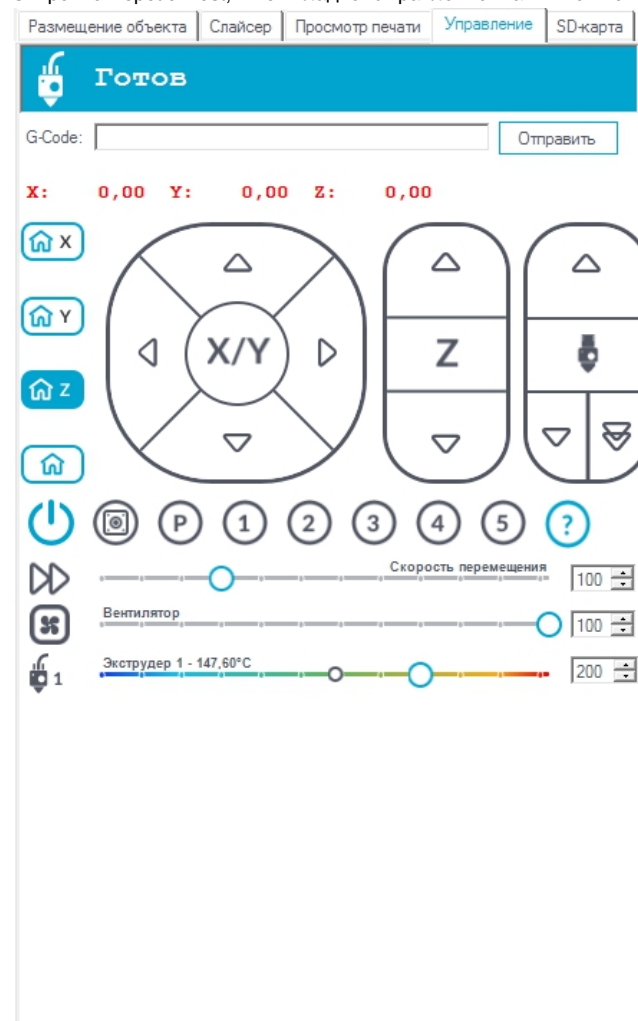 Размещение объекта Слайсер Просмотр печати Управление SD-карта
Готов
G-Code: Отправить
X: 0,00 Y: 0,00 Z: 0,00
X
Y
X/Y
Z
Z
P 1 2 3 4 5 ?
Скорость перемещения
100
Вентилятор
100
Экструдер 1 - 147,60°C
1
200